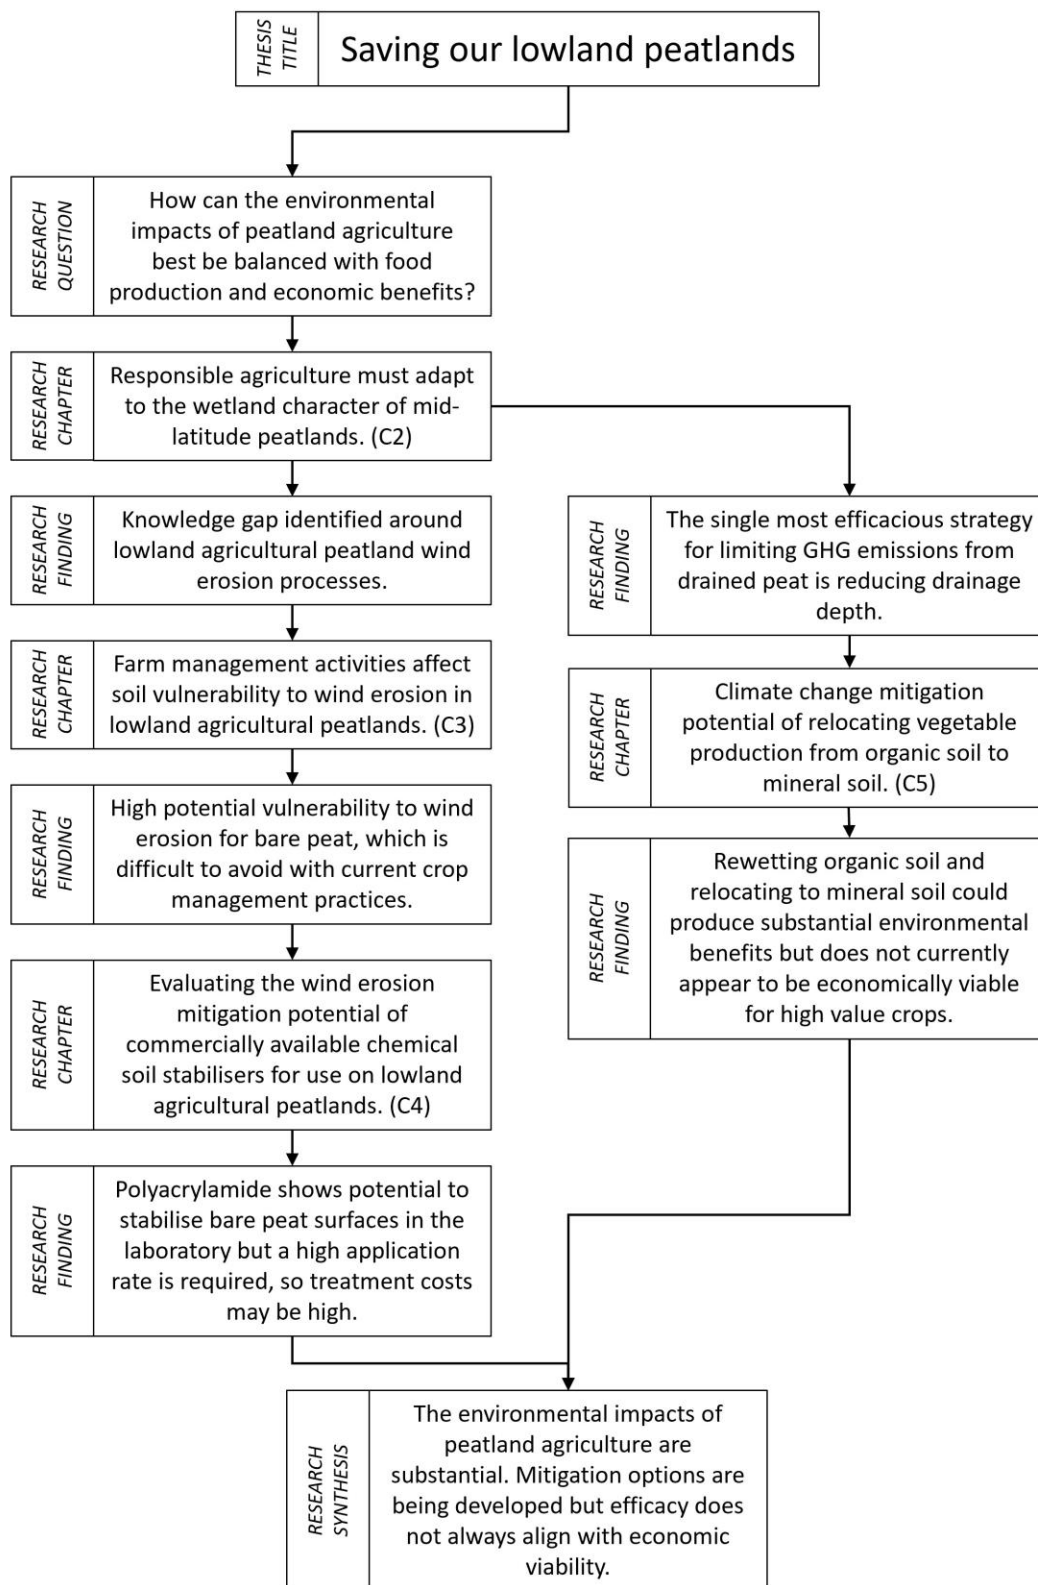 THESIS
TITLE
Saving our lowland peatlands
RESEARCH
QUESTION
How can the environmental
impacts of peatland agriculture
best be balanced with food
production and economic benefits?
RESEARCH
CHAPTER
Responsible agriculture must adapt
to the wetland character of mid-
latitude peatlands. (C2)
RESEARCH
FINDING
Knowledge gap identified around
lowland agricultural peatland wind
erosion processes.
RESEARCH
CHAPTER
Farm management activities affect
soil vulnerability to wind erosion in
lowland agricultural peatlands. (C3)
RESEARCH
FINDING
High potential vulnerability to wind
erosion for bare peat, which is
difficult to avoid with current crop
management practices.
RESEARCH
CHAPTER
Evaluating the wind erosion
mitigation potential of
commercially available chemical
soil stabilisers for use on lowland
agricultural peatlands. (C4)
RESEARCH
FINDING
Polyacrylamide shows potential to
stabilise bare peat surfaces in the
laboratory but a high application
rate is required, so treatment costs
may be high.
RESEARCH
FINDING
The single most efficacious strategy
for limiting GHG emissions from
drained peat is reducing drainage
depth.
RESEARCH
CHAPTER
Climate change mitigation
potential of relocating vegetable
production from organic soil to
mineral soil. (C5)
RESEARCH
FINDING
Rewetting organic soil and
relocating to mineral soil could
produce substantial environmental
benefits but does not currently
appear to be economically viable
for high value crops.
RESEARCH
SYNTHESIS
The environmental impacts of
peatland agriculture are
substantial. Mitigation options are
being developed but efficacy does
not always align with economic
viability.